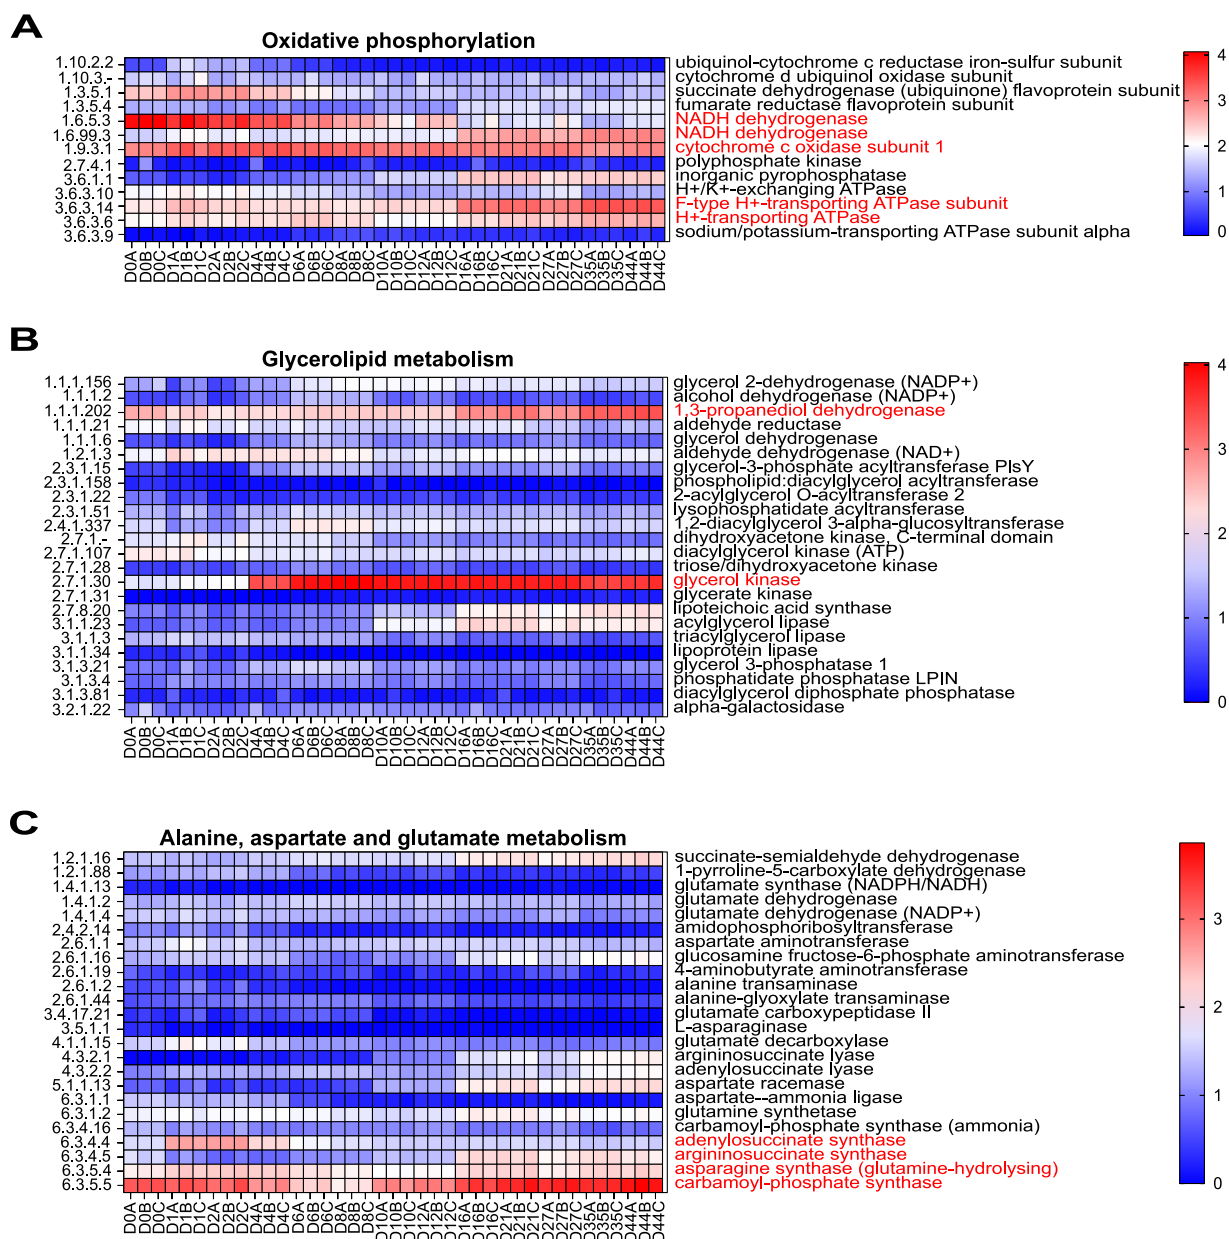 A
Oxidative phosphorylation
1.10.2.2 ubiquinol-cytochrome c reductase iron-sulfur subunit
1.10.3.- cytochrome d ubiquinol oxidase subunit
1.3.5.1 succinate dehydrogenase (ubiquinone) flavoprotein subunit
1.3.5.4 fumarate reductase flavoprotein subunit
1.6.5.3 NADH dehydrogenase
1.6.99.3 NADH dehydrogenase
1.9.3.1 cytochrome c oxidase subunit 1
2.7.4.1 polyphosphate kinase
3.6.1.1 inorganic pyrophosphatase
3.6.3.10 H+/K+-exchanging ATPase
3.6.3.14 F-type H+-transporting ATPase subunit
3.6.3.6 H+-transporting ATPase
3.6.3.9 sodium/potassium-transporting ATPase subunit alpha
D0A D0B D0C D1A D1B D1C D2A D2B D2C D4A D4B D4C D6A D6B D6C D8A D8B D8C D10A D10B D10C D12A D12B D12C D16A D16B D16C D21A D21B D21C D27A D27B D27C D35A D35B D35C D44A D44B D44C
4
3
2
1
0
B
Glycerolipid metabolism
1.1.1.156 glycerol 2-dehydrogenase (NADP+)
1.1.1.2 alcohol dehydrogenase (NADP+)
1.1.1.202 1,3-propanediol dehydrogenase
1.1.1.21 aldehyde reductase
1.1.1.6 glycerol dehydrogenase
1.2.1.3 aldehyde dehydrogenase (NAD+)
2.3.1.15 glycerol-3-phosphate acyltransferase PlsY
2.3.1.158 phospholipid:diacylglycerol acyltransferase
2.3.1.22 2-acylglycerol O-acyltransferase 2
2.3.1.51 lysophosphatidate acyltransferase
2.4.1.337 1,2-diacylglycerol 3-alpha-glucosyltransferase
2.7.1.- dihydroxyacetone kinase, C-terminal domain
2.7.1.107 diacylglycerol kinase (ATP)
2.7.1.28 triose/dihydroxyacetone kinase
2.7.1.30 glycerol kinase
2.7.1.31 glycerate kinase
2.7.8.20 lipoteichoic acid synthase
3.1.1.23 acylglycerol lipase
3.1.1.3 triacylglycerol lipase
3.1.1.34 lipoprotein lipase
3.1.3.21 glycerol 3-phosphatase 1
3.1.3.4 phosphatidate phosphatase LPIN
3.1.3.81 diacylglycerol diphosphate phosphatase
3.2.1.22 alpha-galactosidase
D0A D0B D0C D1A D1B D1C D2A D2B D2C D4A D4B D4C D6A D6B D6C D8A D8B D8C D10A D10B D10C D12A D12B D12C D16A D16B D16C D21A D21B D21C D27A D27B D27C D35A D35B D35C D44A D44B D44C
4
3
2
1
0
C
Alanine, aspartate and glutamate metabolism
1.2.1.16 succinate-semialdehyde dehydrogenase
1.2.1.88 1-pyrroline-5-carboxylate dehydrogenase
1.4.1.13 glutamate synthase (NADPH/NADH)
1.4.1.2 glutamate dehydrogenase
1.4.1.4 glutamate dehydrogenase (NADP+)
2.4.2.14 amidophosphoribosyltransferase
2.6.1.1 aspartate aminotransferase
2.6.1.16 glucosamine fructose-6-phosphate aminotransferase
2.6.1.19 4-aminobutyrate aminotransferase
2.6.1.2 alanine transaminase
2.6.1.44 alanine-glyoxylate transaminase
3.4.17.21 glutamate carboxypeptidase II
3.5.1.1 L-asparaginase
4.1.1.15 glutamate decarboxylase
4.3.2.1 argininosuccinate lyase
4.3.2.2 adenylosuccinate lyase
5.1.1.13 aspartate racemase
6.3.1.1 aspartate--ammonia ligase
6.3.1.2 glutamine synthetase
6.3.4.16 carbamoyl-phosphate synthase (ammonia)
6.3.4.4 adenylosuccinate synthase
6.3.4.5 argininosuccinate synthase
6.3.5.4 asparagine synthase (glutamine-hydrolysing)
6.3.5.5 carbamoyl-phosphate synthase
D0A D0B D0C D1A D1B D1C D2A D2B D2C D4A D4B D4C D6A D6B D6C D8A D8B D8C D10A D10B D10C D12A D12B D12C D16A D16B D16C D21A D21B D21C D27A D27B D27C D35A D35B D35C D44A D44B D44C
3
2
1
0